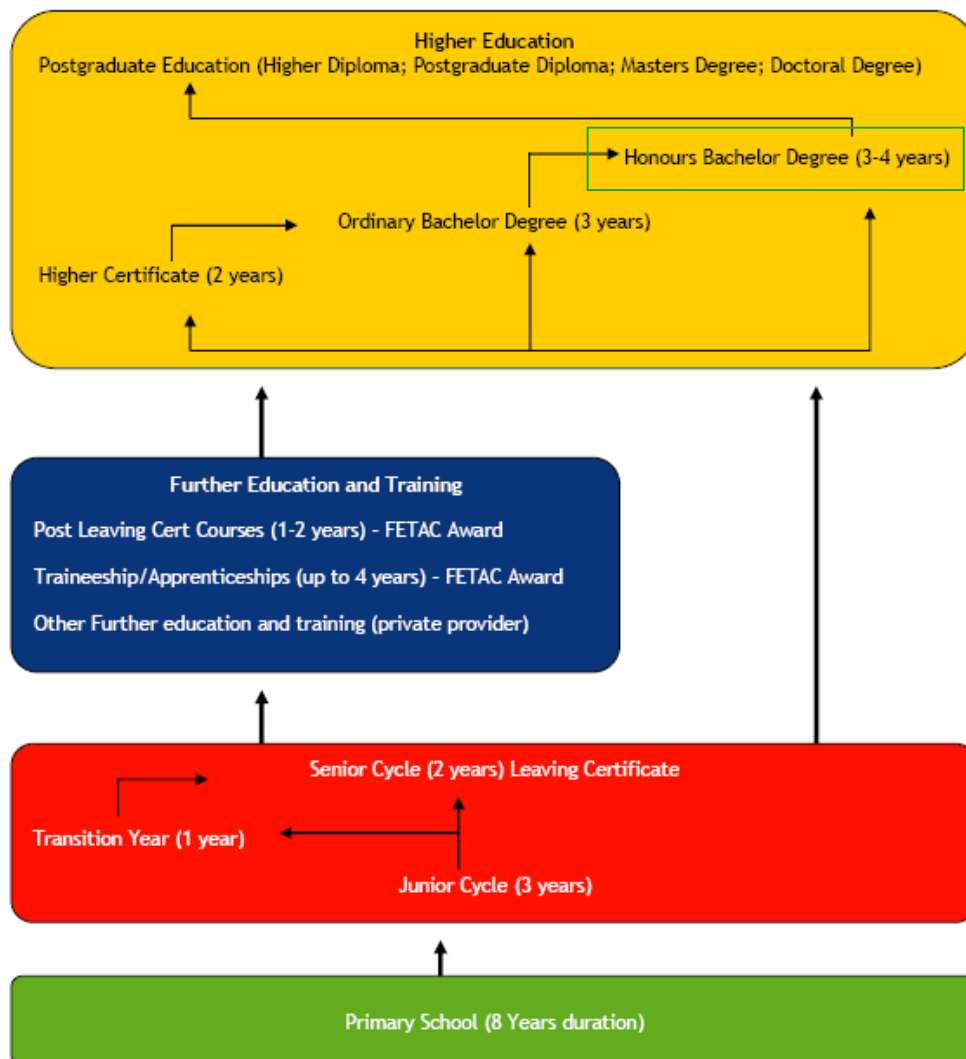 Higher Education
Postgraduate Education (Higher Diploma; Postgraduate Diploma; Masters Degree; Doctoral Degree)
Honours Bachelor Degree (3-4 years)
Ordinary Bachelor Degree (3 years)
Higher Certificate (2 years)
Further Education and Training
Post Leaving Cert Courses (1-2 years) - FETAC Award
Traineeship/Apprenticeships (up to 4 years) - FETAC Award
Other Further education and training (private provider)
Senior Cycle (2 years) Leaving Certificate
Transition Year (1 year)
Junior Cycle (3 years)
Primary School (8 Years duration)